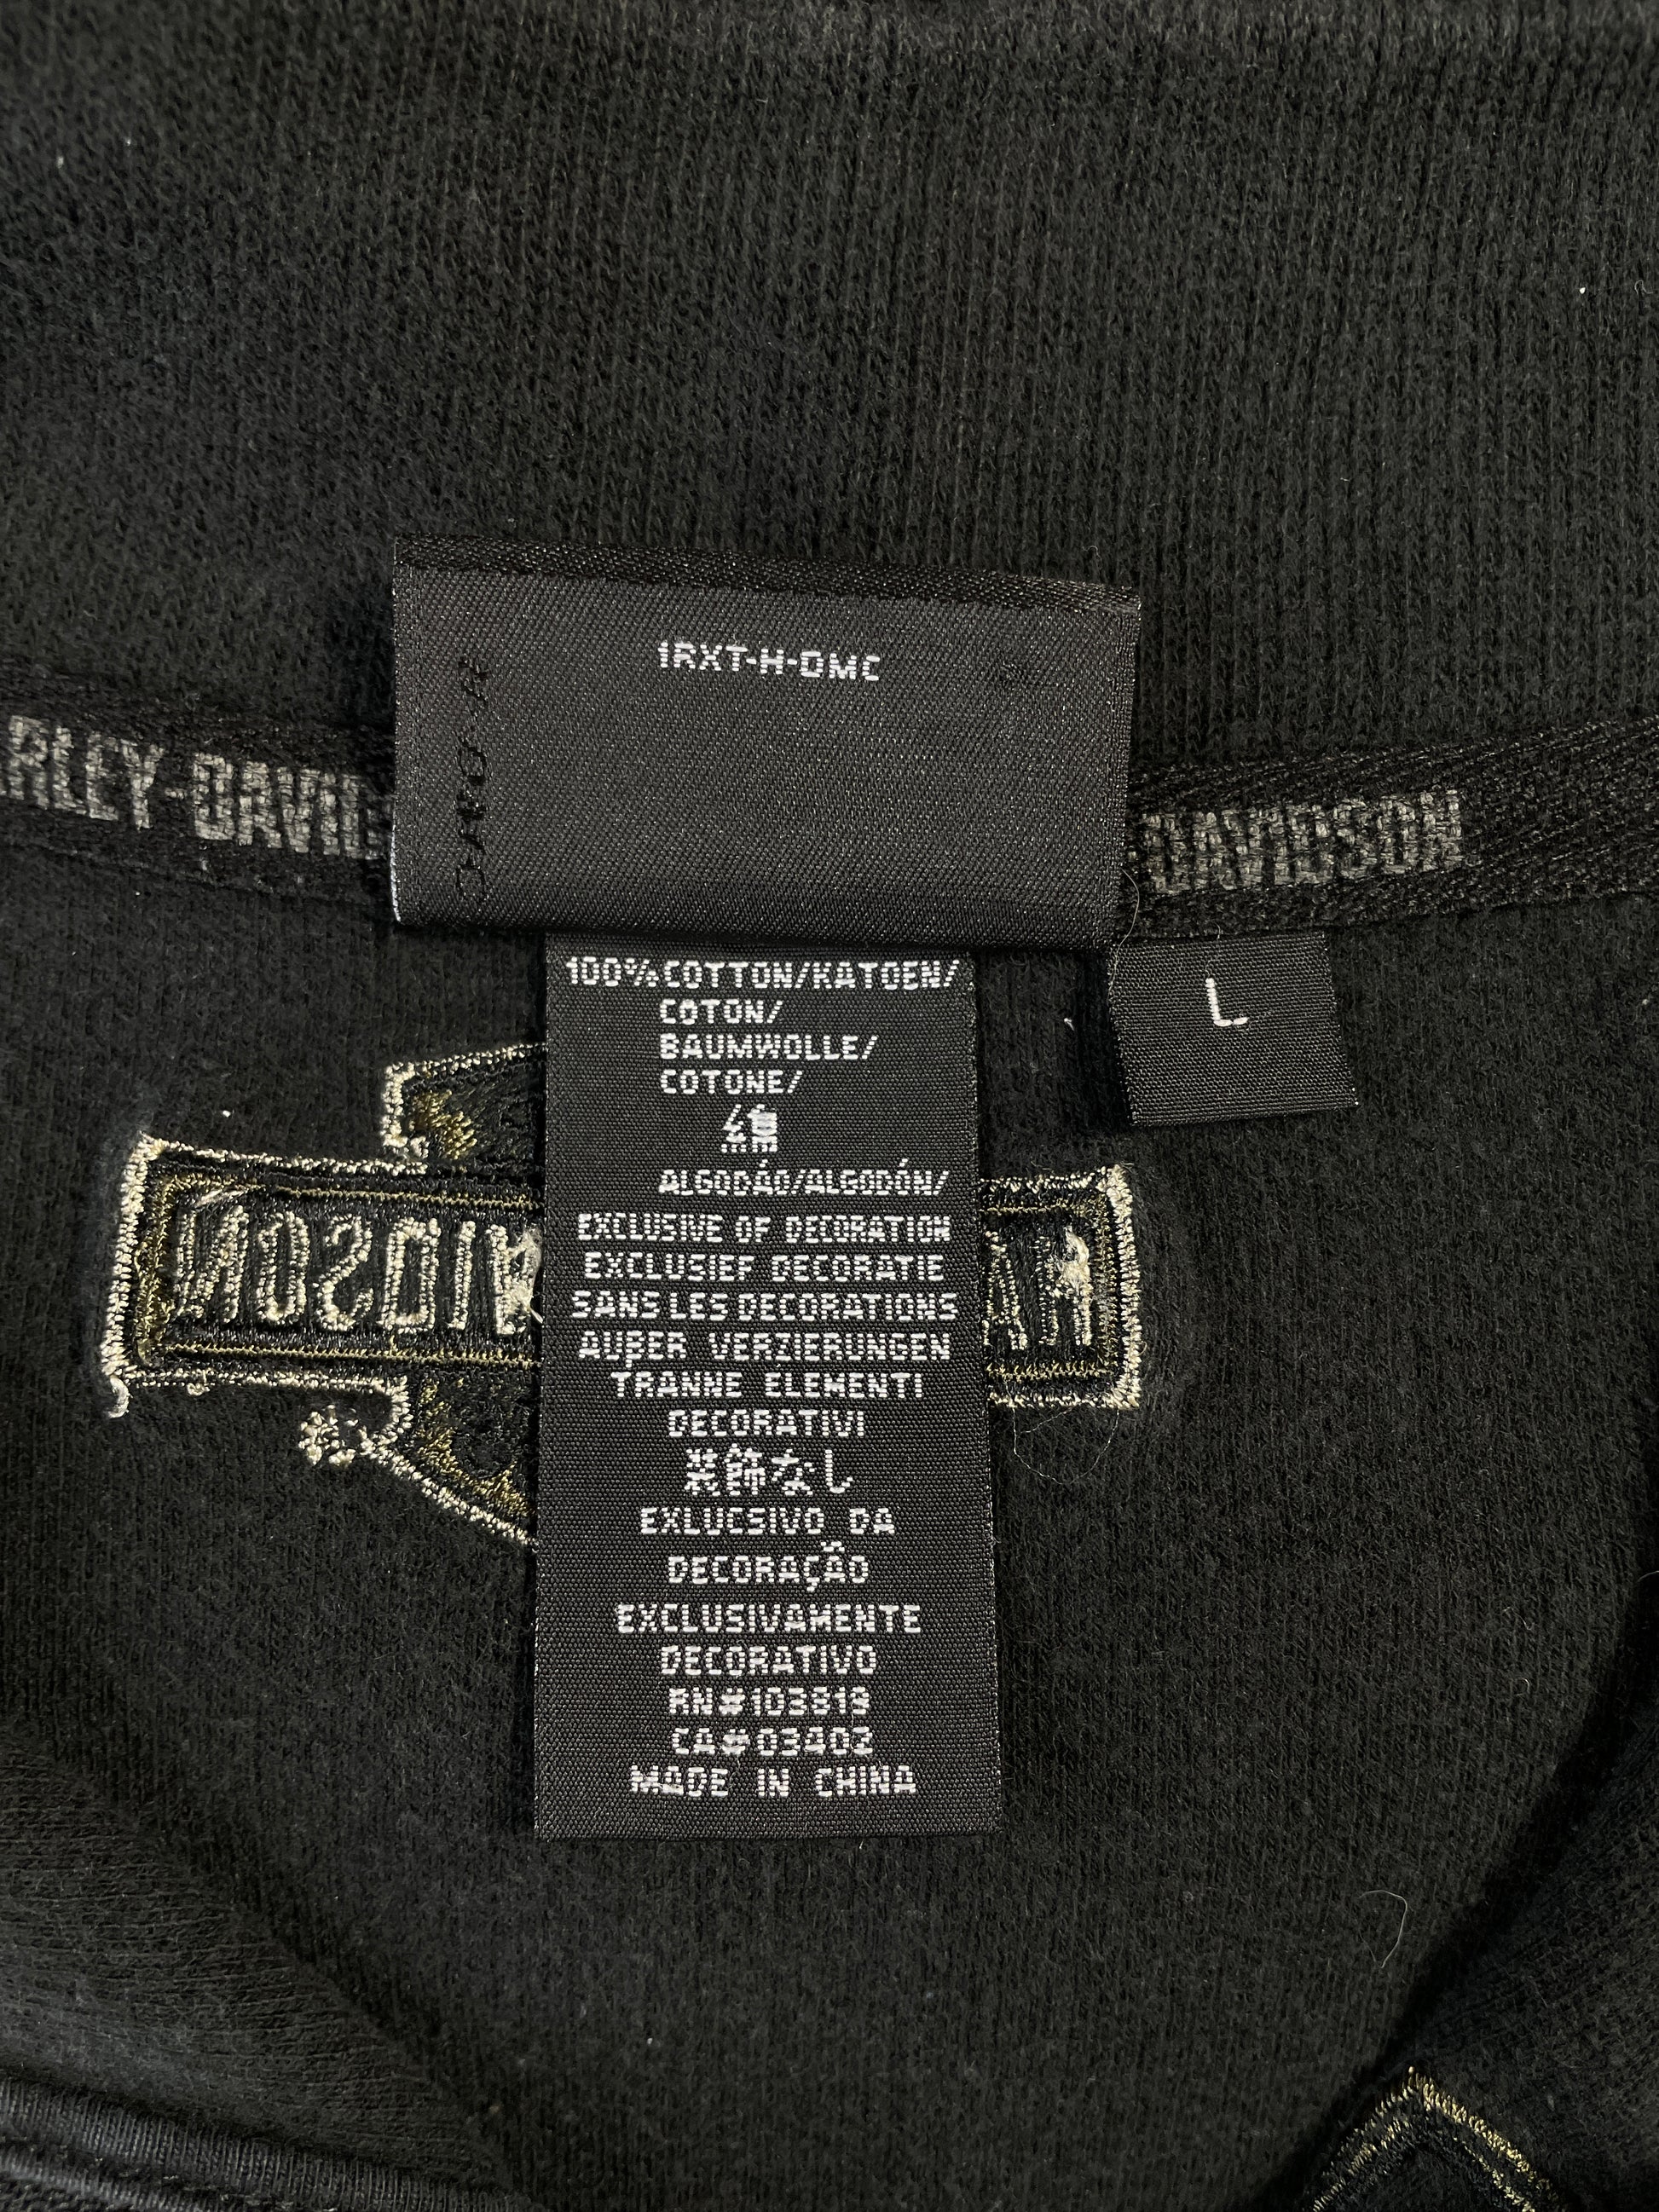 1RXT-H-DMC
RLEY-DAVID
DAVIDSON
L
100% COTTON/KATOEN/
COTON/
BAUMWOLLE/
COTONE/
綿
ALGODÃO/ALGODÓN/
EXCLUSIVE OF DECORATION
EXCLUSIEF DECORATIE
SANS LES DECORATIONS
AUßER VERZIERUNGEN
TRANNE ELEMENTI
DECORATIVI
装飾なし
EXLUCSIVO DA
DECORAÇÃO
EXCLUSIVAMENTE
DECORATIVO
RN#103819
CA#03402
MADE IN CHINA